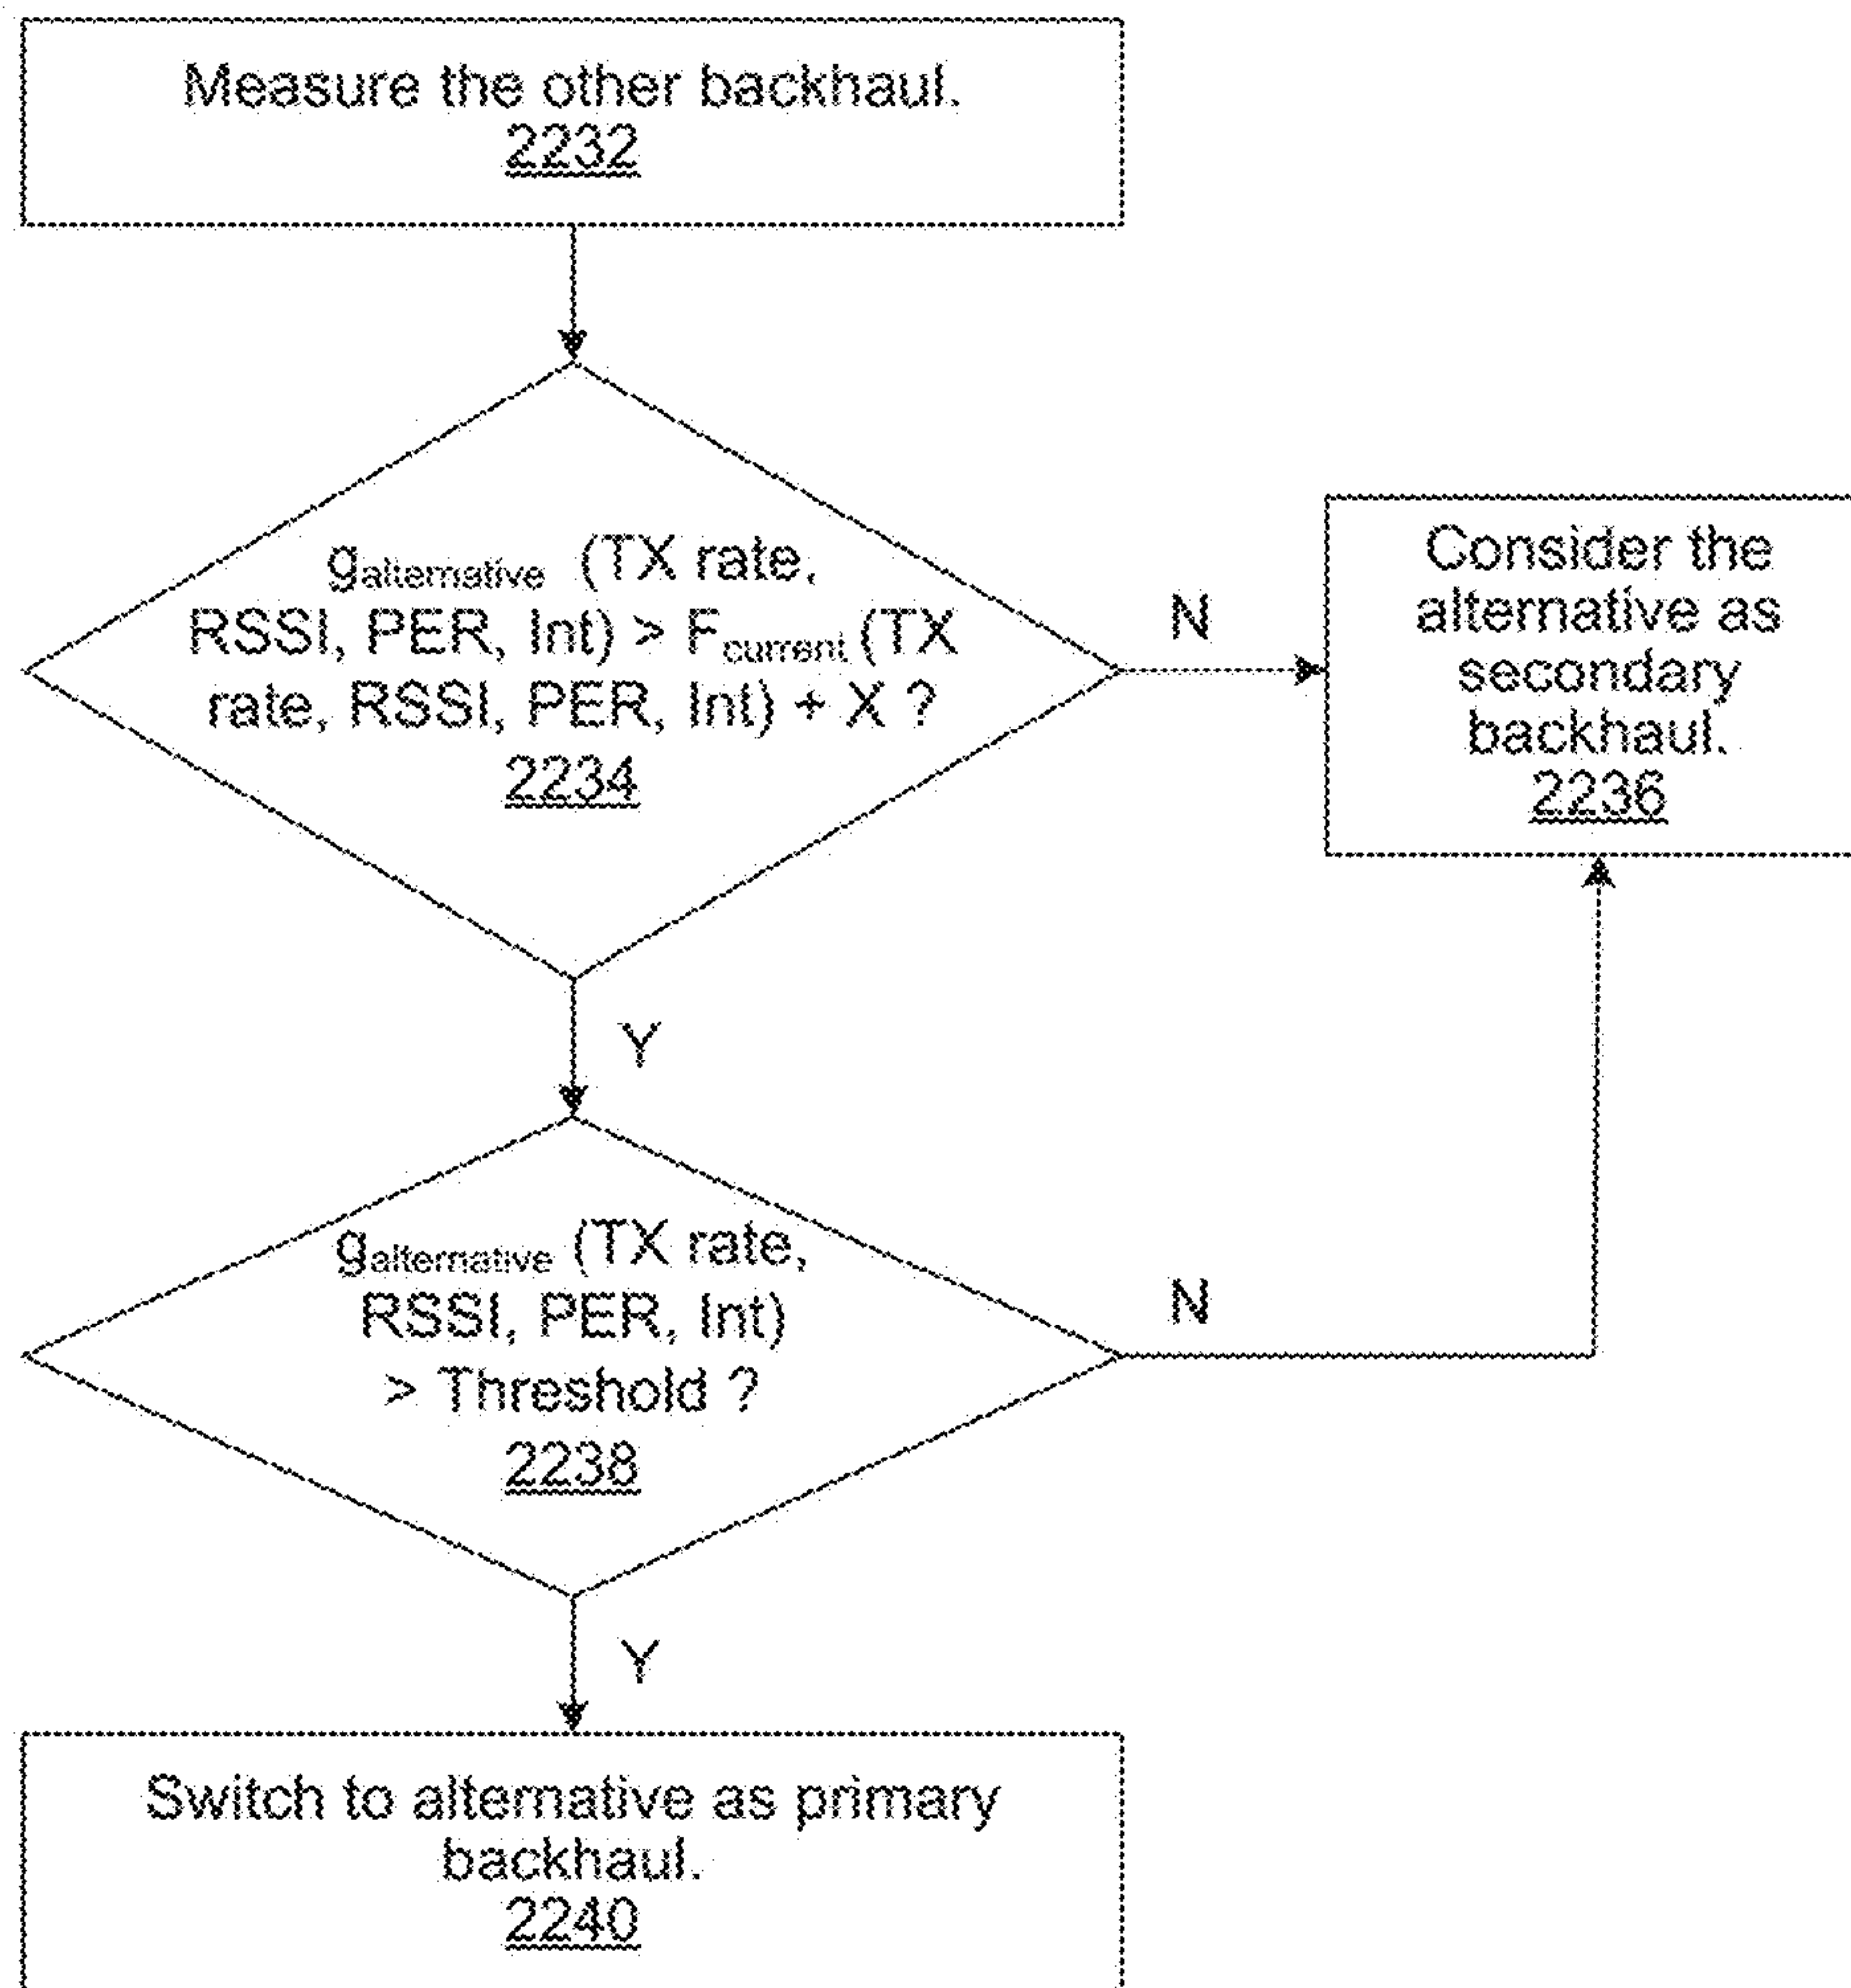 Measure the other backhaul.
2232
galternative (TX rate,
RSSI, PER, Int) > Fcurrent (TX
rate, RSSI, PER, Int) + X ?
2234
N
Consider the
alternative as
secondary
backhaul.
2236
Y
galternative (TX rate,
RSSI, PER, Int)
> Threshold ?
2238
N
Y
Switch to alternative as primary
backhaul.
2240